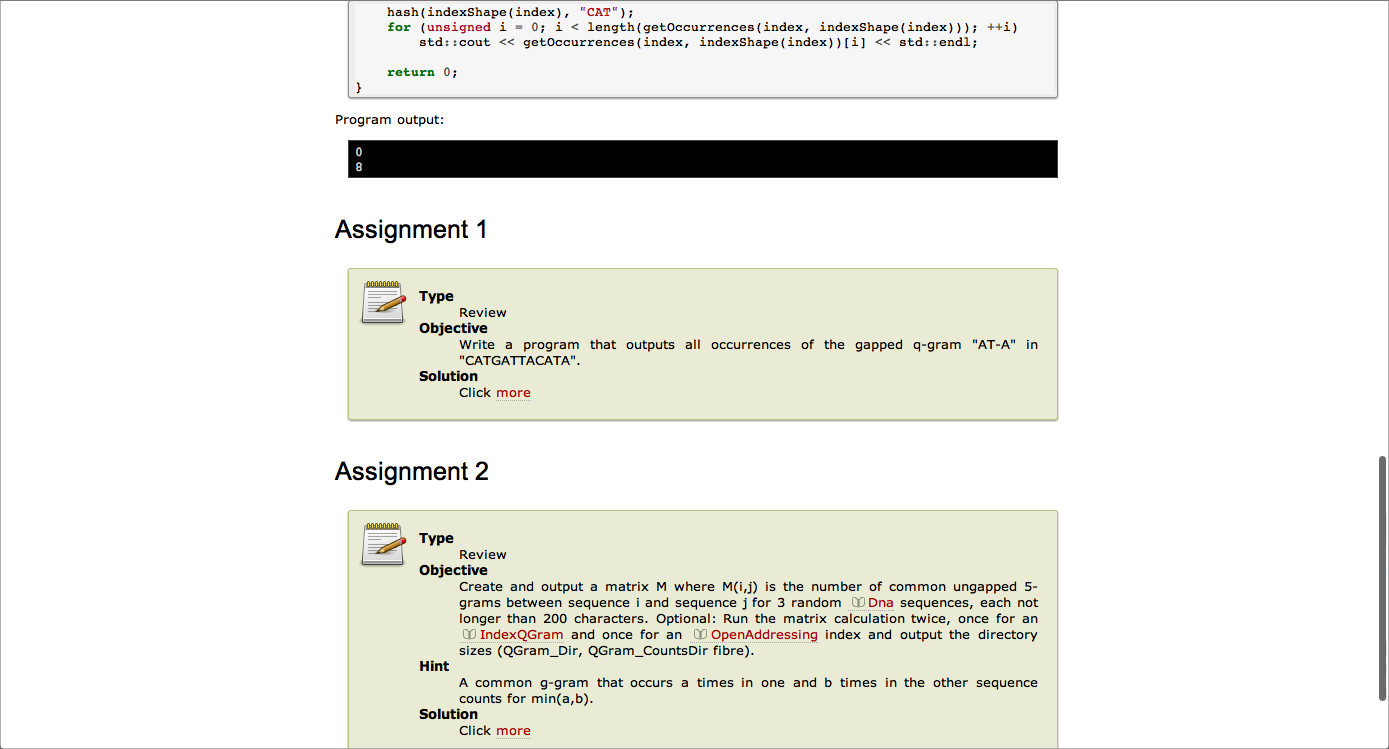 hash(indexShape(index), "CAT");
for (unsigned i = 0; i < length(getOccurrences(index, indexShape(index))); ++i)
std::cout << getOccurrences(index, indexShape(index))[i] << std::endl;
return 0;
}
Program output:
0
8
Assignment 1
Type
Review
Objective
Write a program that outputs all occurrences of the gapped q-gram "AT-A" in
"CATGATTACATA".
Solution
Click more
Assignment 2
Type
Review
Objective
Create and output a matrix M where M(i,j) is the number of common ungapped 5-
grams between sequence i and sequence j for 3 random Dna sequences, each not
longer than 200 characters. Optional: Run the matrix calculation twice, once for an
IndexQGram and once for an OpenAddressing index and output the directory
sizes (QGram_Dir, QGram_CountsDir fibre).
Hint
A common g-gram that occurs a times in one and b times in the other sequence
counts for min(a,b).
Solution
Click more